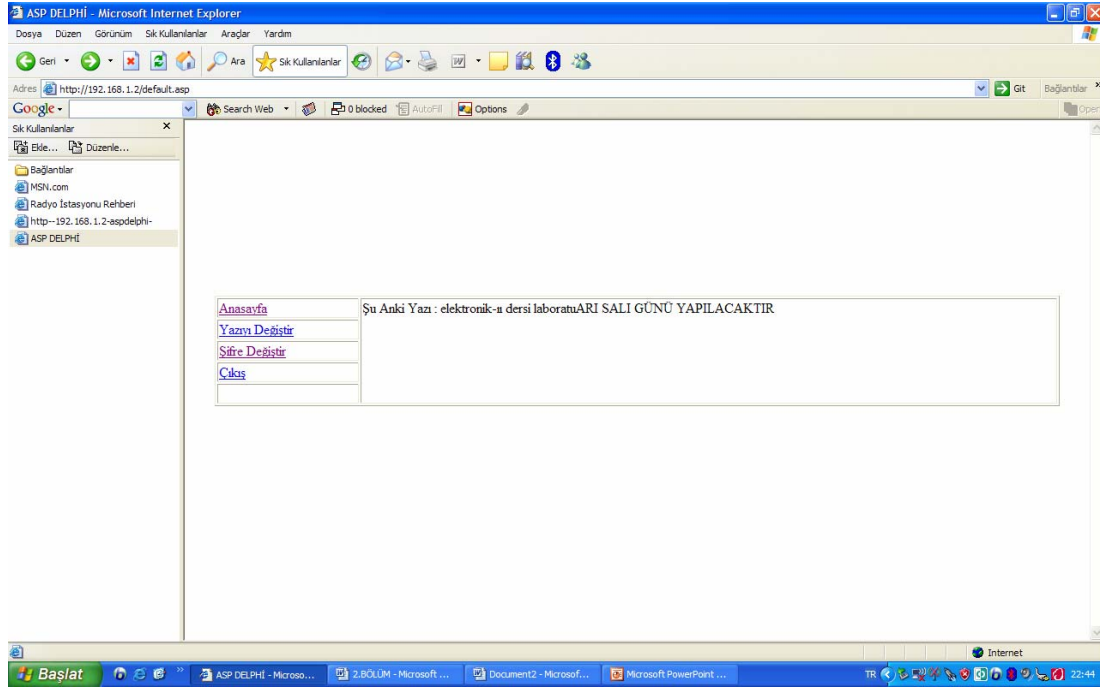 ASP DELPHİ - Microsoft Internet Explorer
Dosya Düzen Görünüm Sık Kullanılanlar Araçlar Yardım
Geri Ara Sık Kullanılanlar
Adres http://192.168.1.2/default.asp Git Bağlantılar »
Google Search Web 0 blocked AutoFill Options Open
Sık Kullanılanlar
Ekle... Düzenle...
Bağlantılar
MSN.com
Radyo İstasyonu Rehberi
http--192.168.1.2-aspdelphi-
ASP DELPHİ
Anasayfa Şu Anki Yazı : elektronik-ıı dersi laboratuARI SALI GÜNÜ YAPILACAKTIR
Yazıyı Değiştir
Şifre Değiştir
Çıkış
Internet
Başlat » ASP DELPHİ - Microso... 2.BÖLÜM - Microsoft ... Document2 - Microsof... Microsoft PowerPoint ... TR 22:44